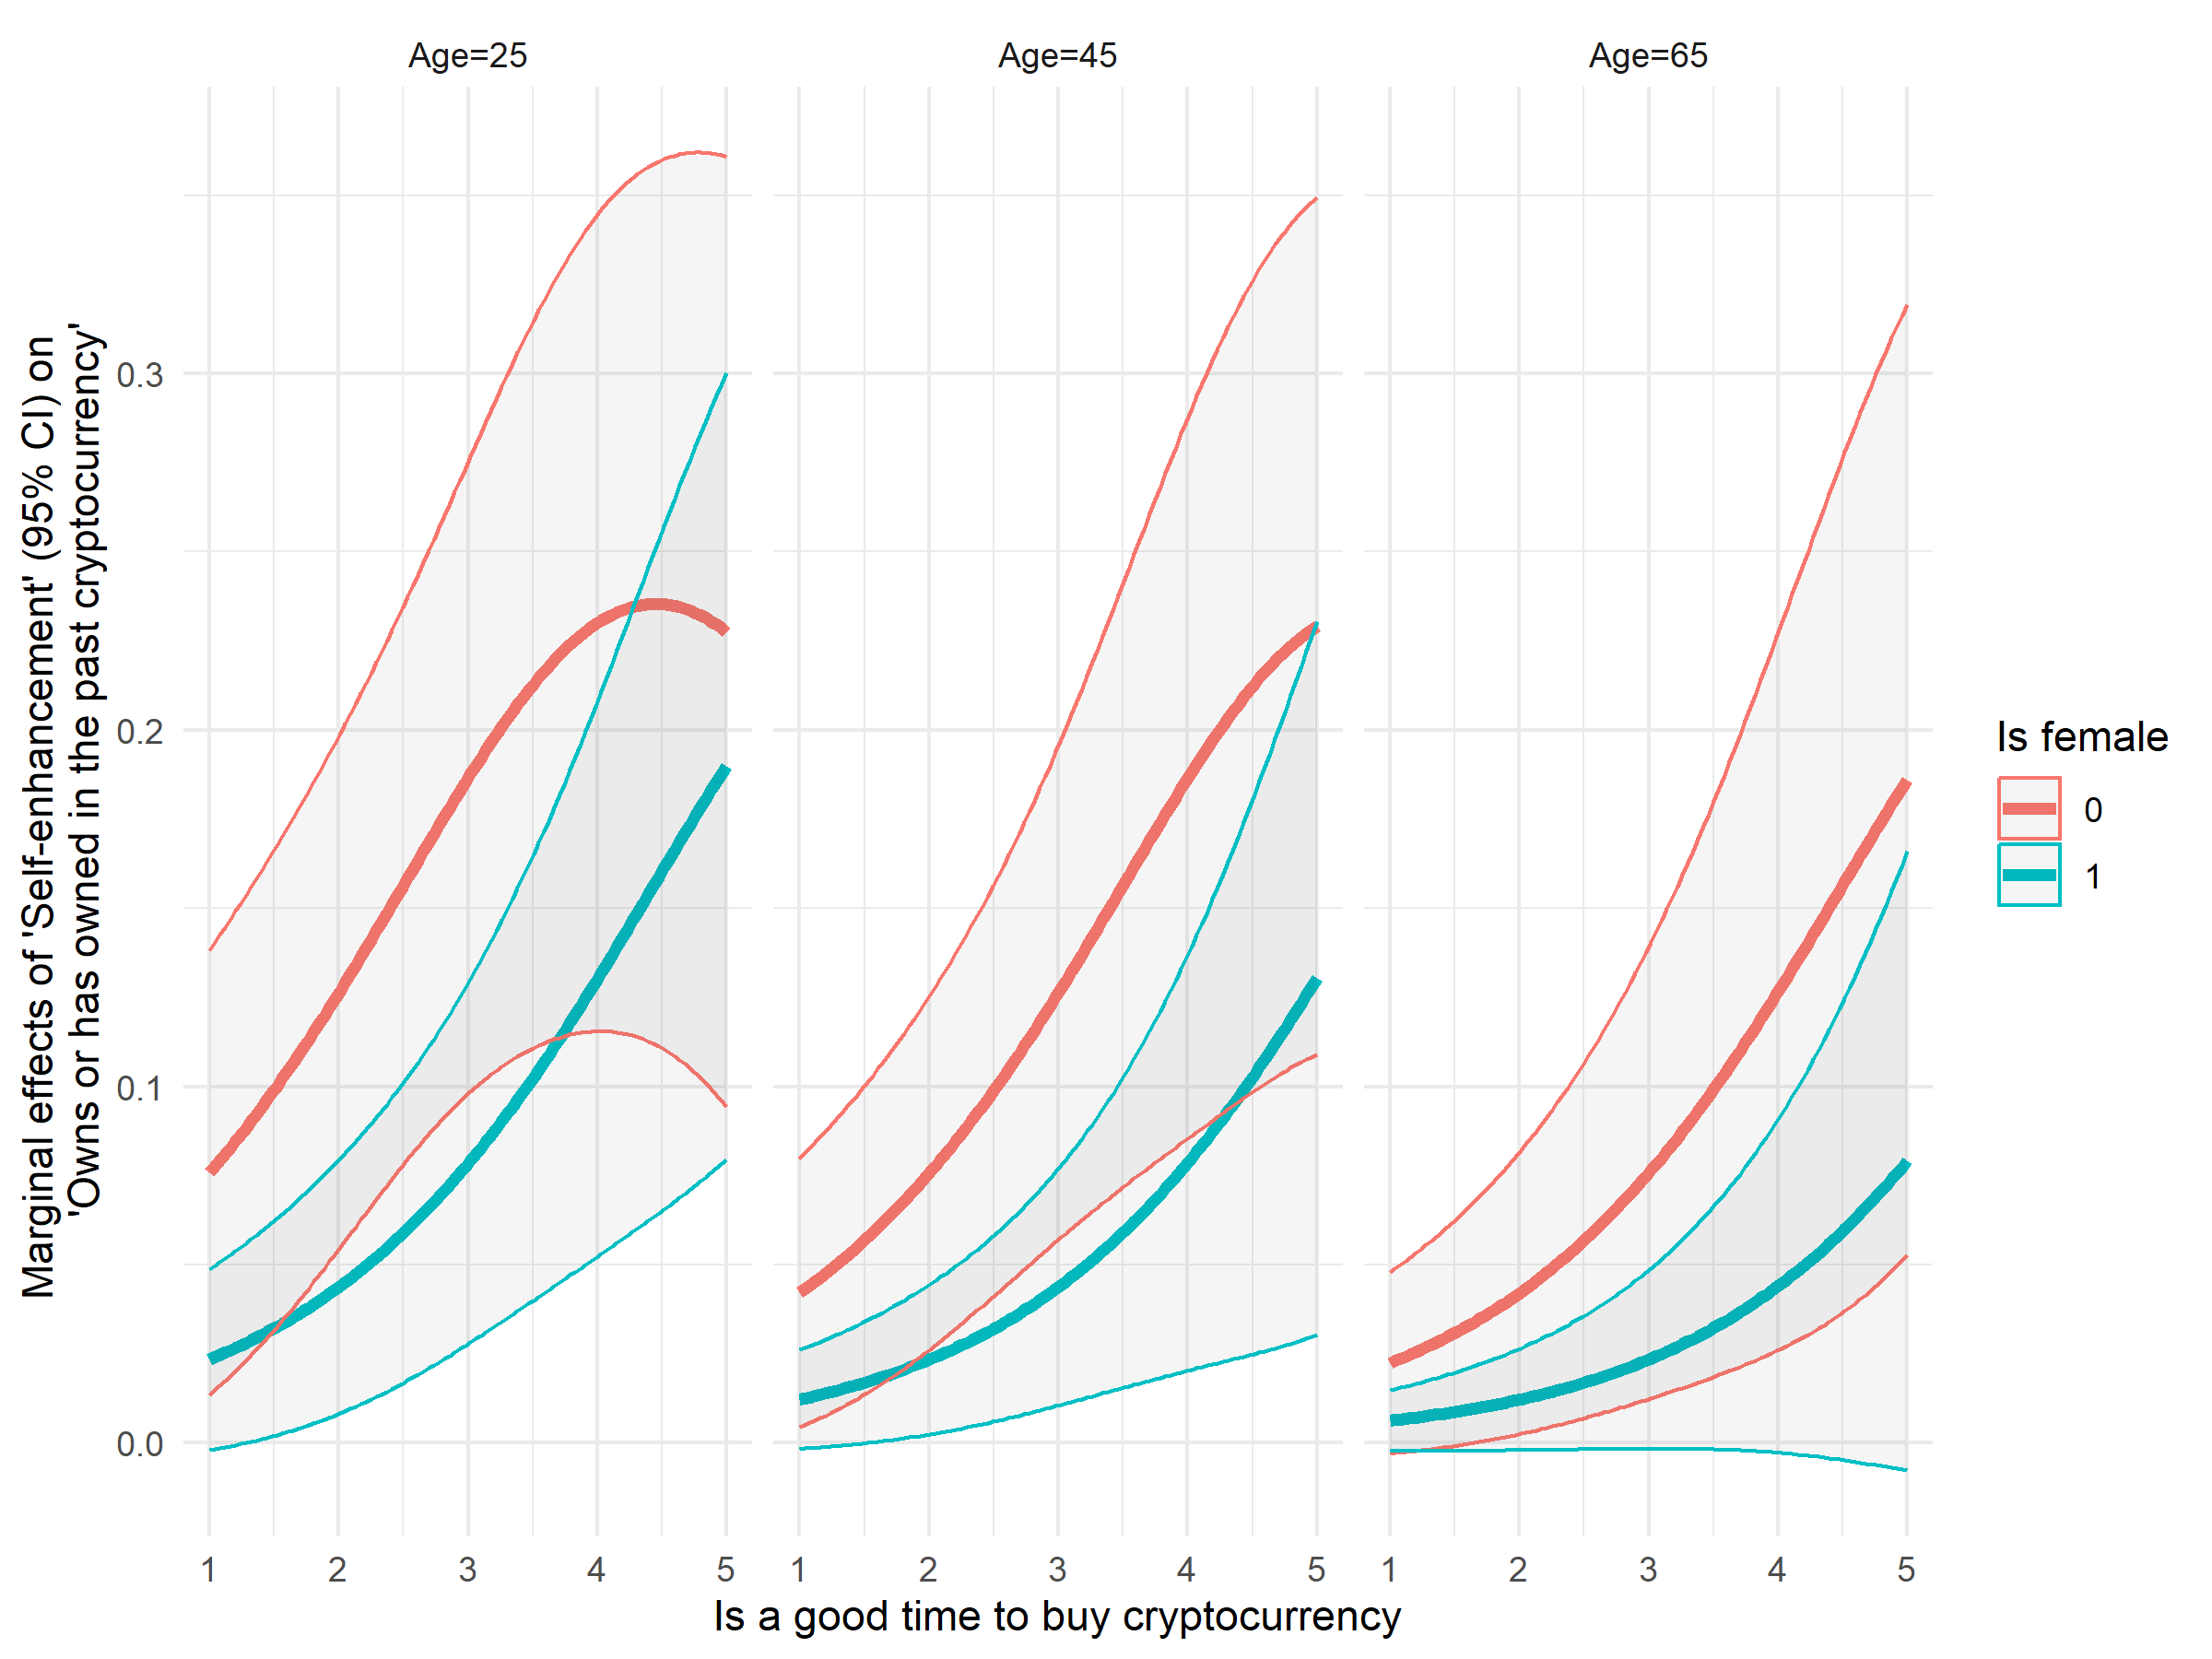 Age=25
Age=45
Age=65
Marginal effects of 'Self-enhancement' (95% CI) on
'Owns or has owned in the past cryptocurrency'
0.3
0.2
0.1
0.0
1 2 3 4 5
1 2 3 4 5
1 2 3 4 5
Is a good time to buy cryptocurrency
Is female
0
1